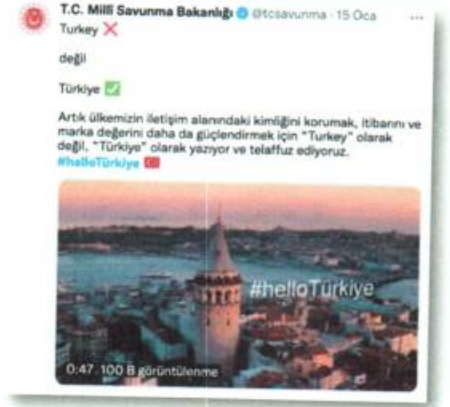 T.C. Millî Savunma Bakanlığı @tcsavunma · 15 Oca
Turkey ❌
değil
Türkiye ✅
Artık ülkemizin iletişim alanındaki kimliğini korumak, itibarını ve
marka değerini daha da güçlendirmek için "Turkey" olarak
değil, "Türkiye" olarak yazıyor ve telaffuz ediyoruz.
#helloTürkiye 🇹🇷
#helloTürkiye
0:47 100 B görüntülenme